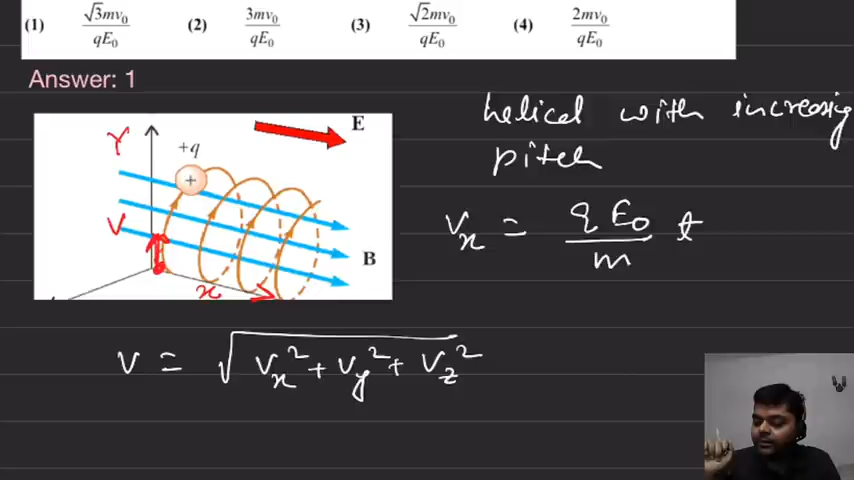 (1) √3mv₀/qE₀ (2) 3mv₀/qE₀ (3) √2mv₀/qE₀ (4) 2mv₀/qE₀
Answer: 1
helical with increasing
pitch
Y
+q
+
E
V
B
x
Vx = qE₀/m t
V = √(Vx² + Vy² + Vz²)